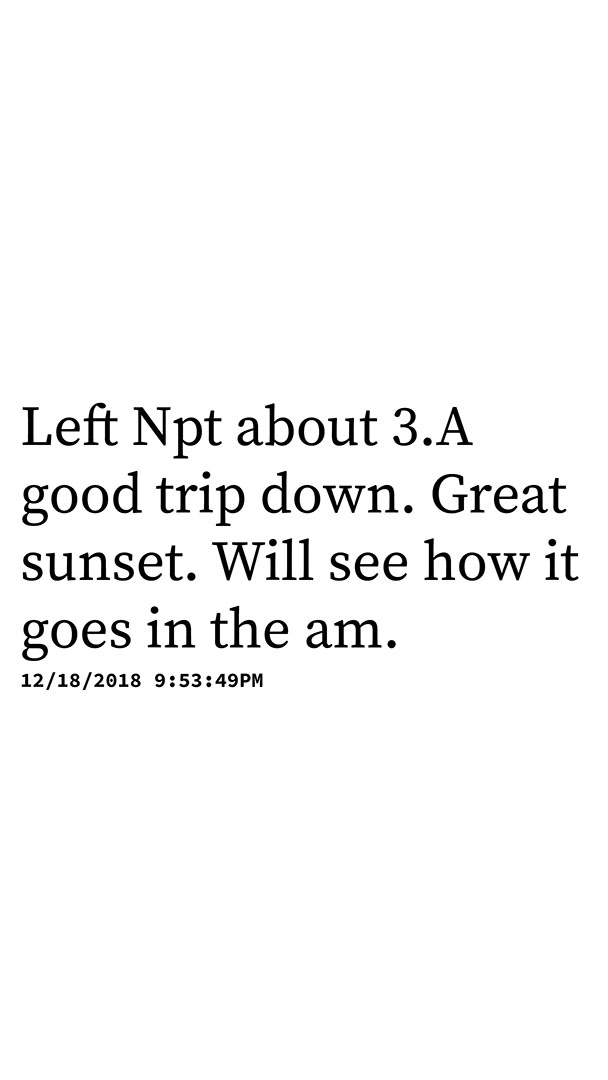 Left Npt about 3.A
good trip down. Great
sunset. Will see how it
goes in the am.
12/18/2018 9:53:49PM